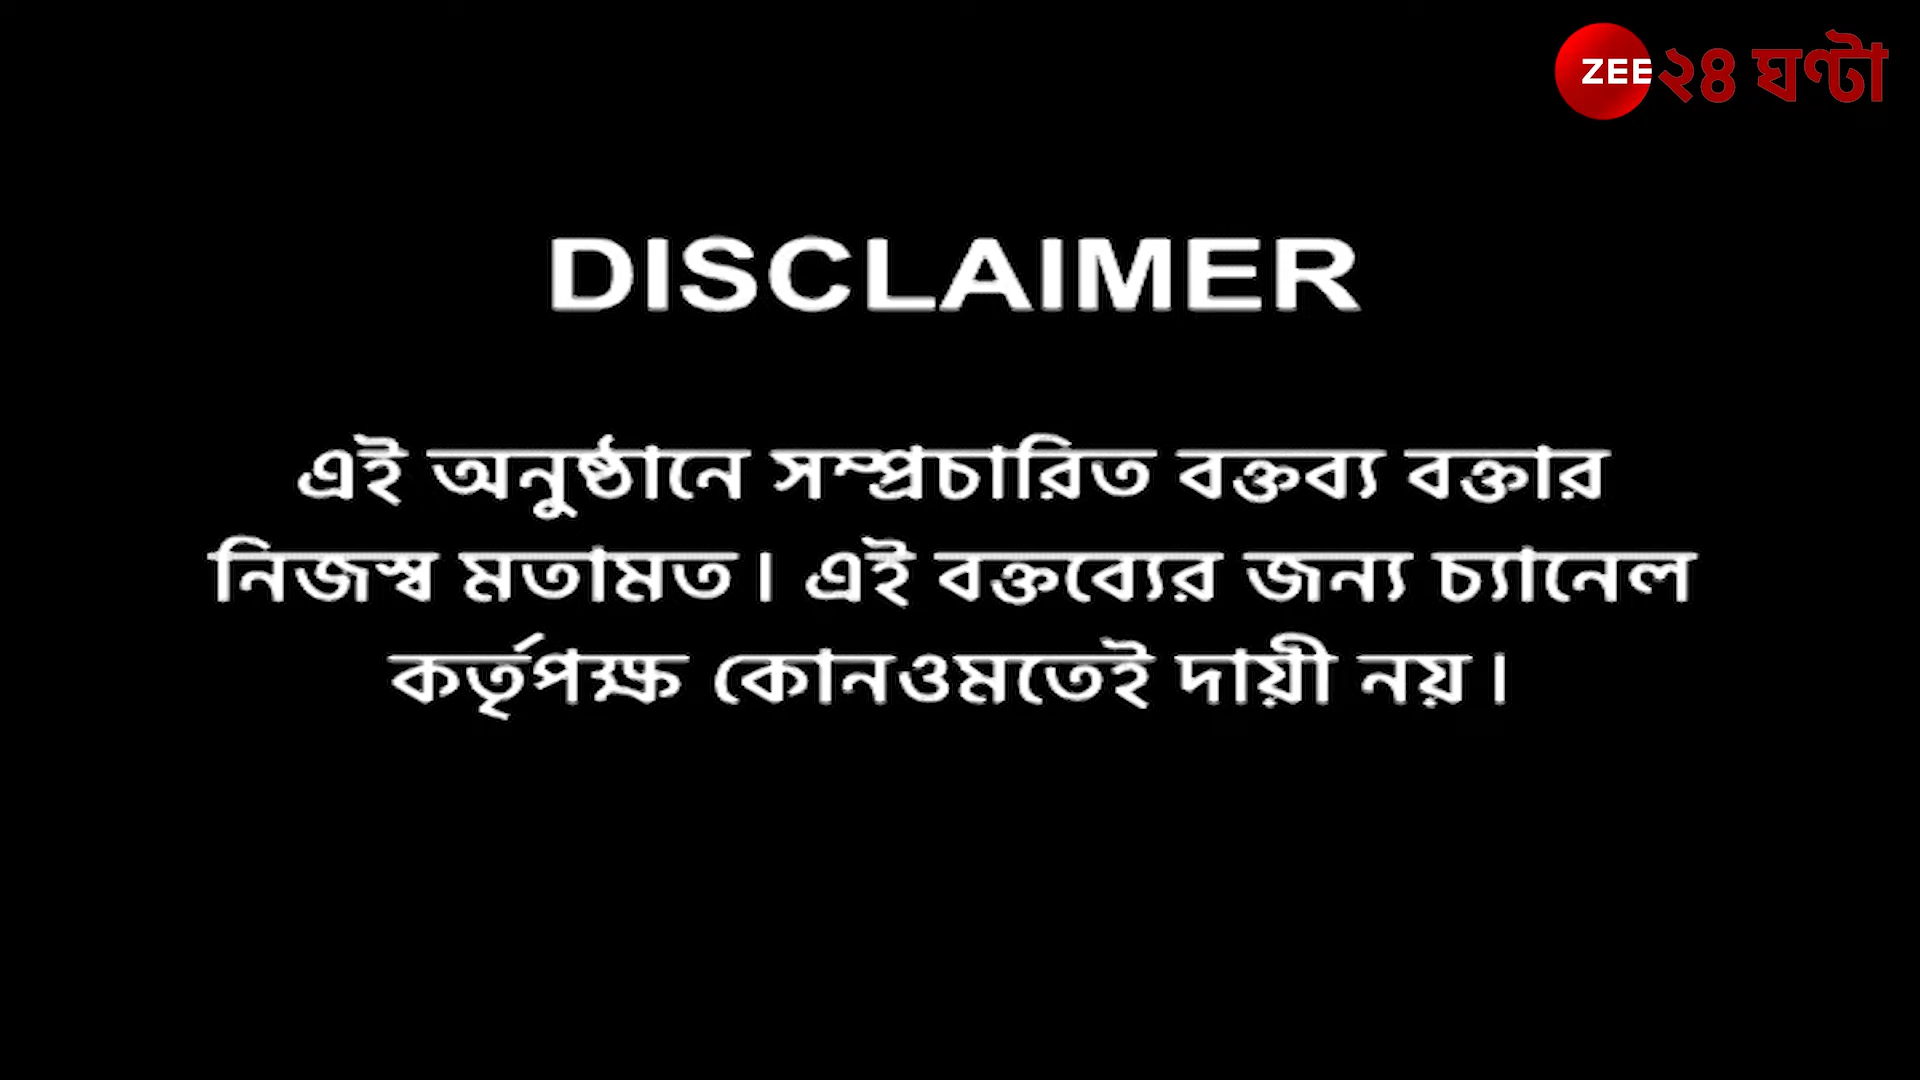 ZEE ২৪ ঘণ্টা
DISCLAIMER
এই অনুষ্ঠানে সম্প্রচারিত বক্তব্য বক্তার
নিজস্ব মতামত। এই বক্তব্যের জন্য চ্যানেল
কর্তৃপক্ষ কোনওমতেই দায়ী নয়।